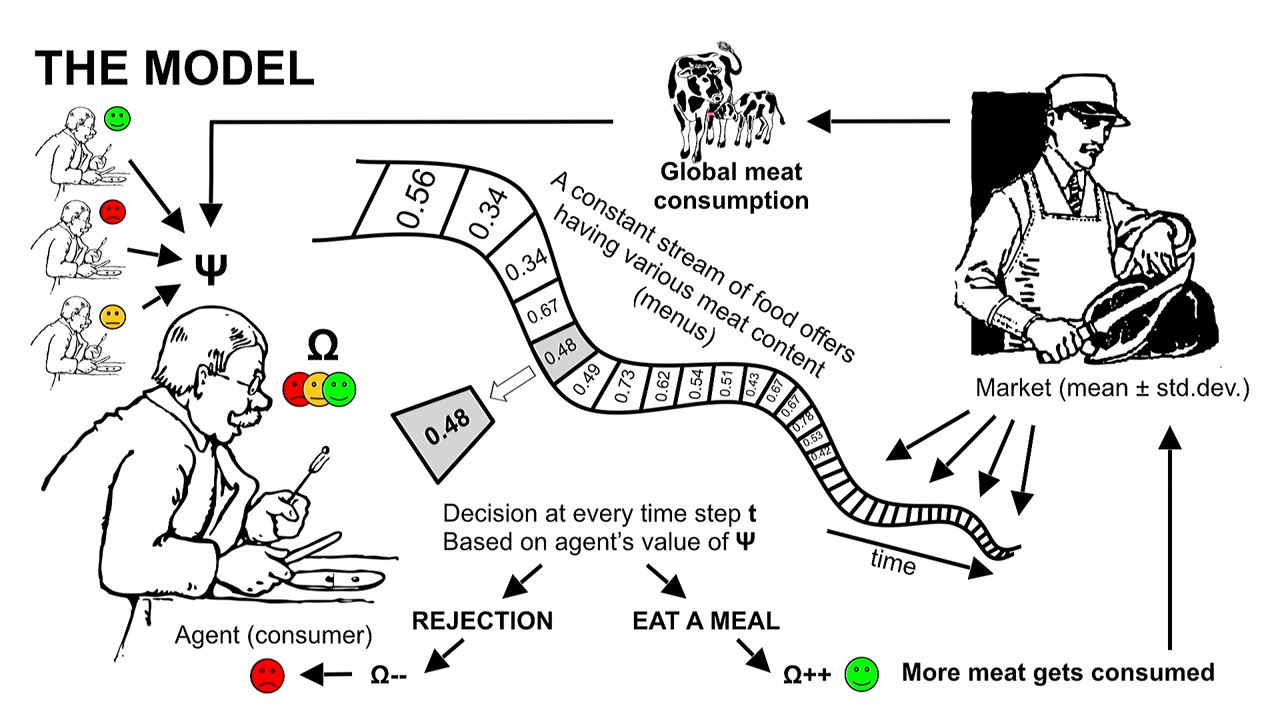 THE MODEL
Global meat
consumption
Ψ
Ω
0.56
0.34
0.34
0.67
0.48
0.49
0.73
0.62
0.54
0.51
0.43
0.67
0.67
0.78
0.53
0.42
A constant stream of food offers
having various meat content
(menus)
0.48
Market (mean ± std.dev.)
Decision at every time step t
Based on agent's value of Ψ
time
REJECTION
EAT A MEAL
Agent (consumer)
Ω--
Ω++
More meat gets consumed